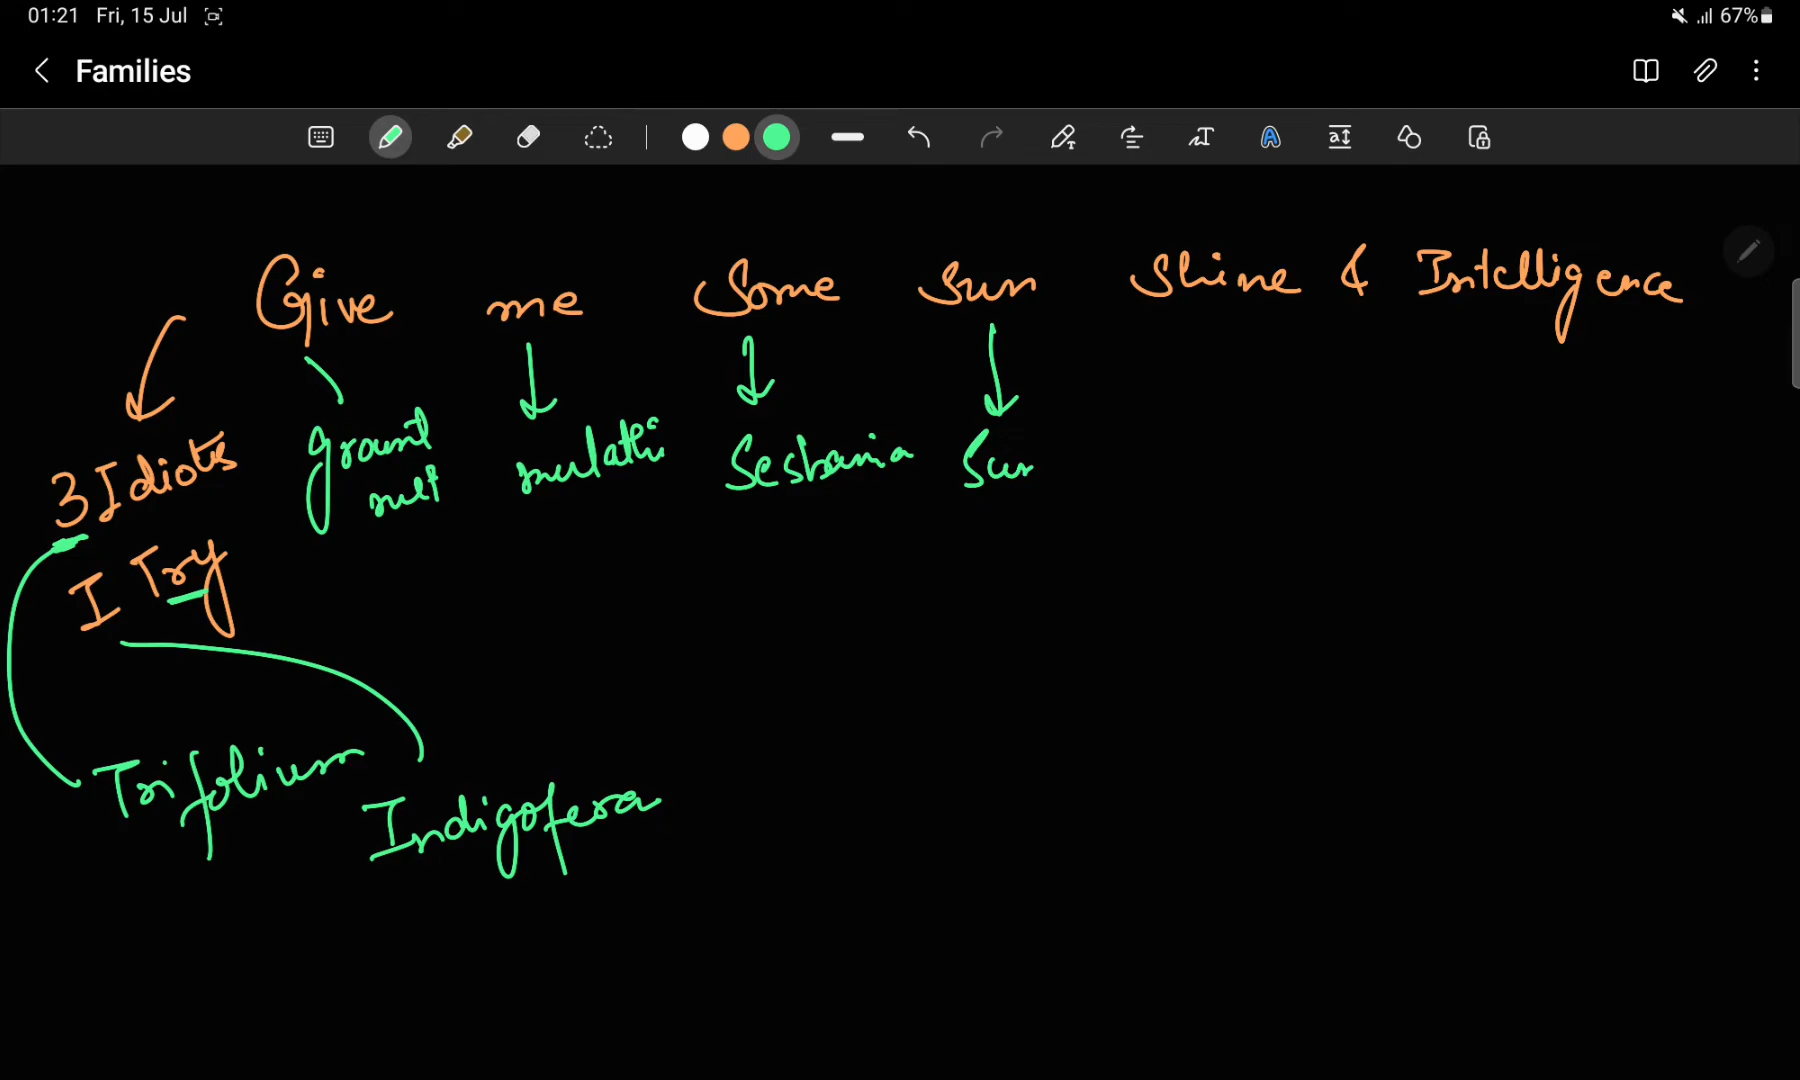 01:21 Fri, 15 Jul 67%
Families
Give me Some Sun Shine & Intelligence
3 Idiots
ground nut
mulathi
Sesbania
Sun
I Try
Trifolium
Indigofera